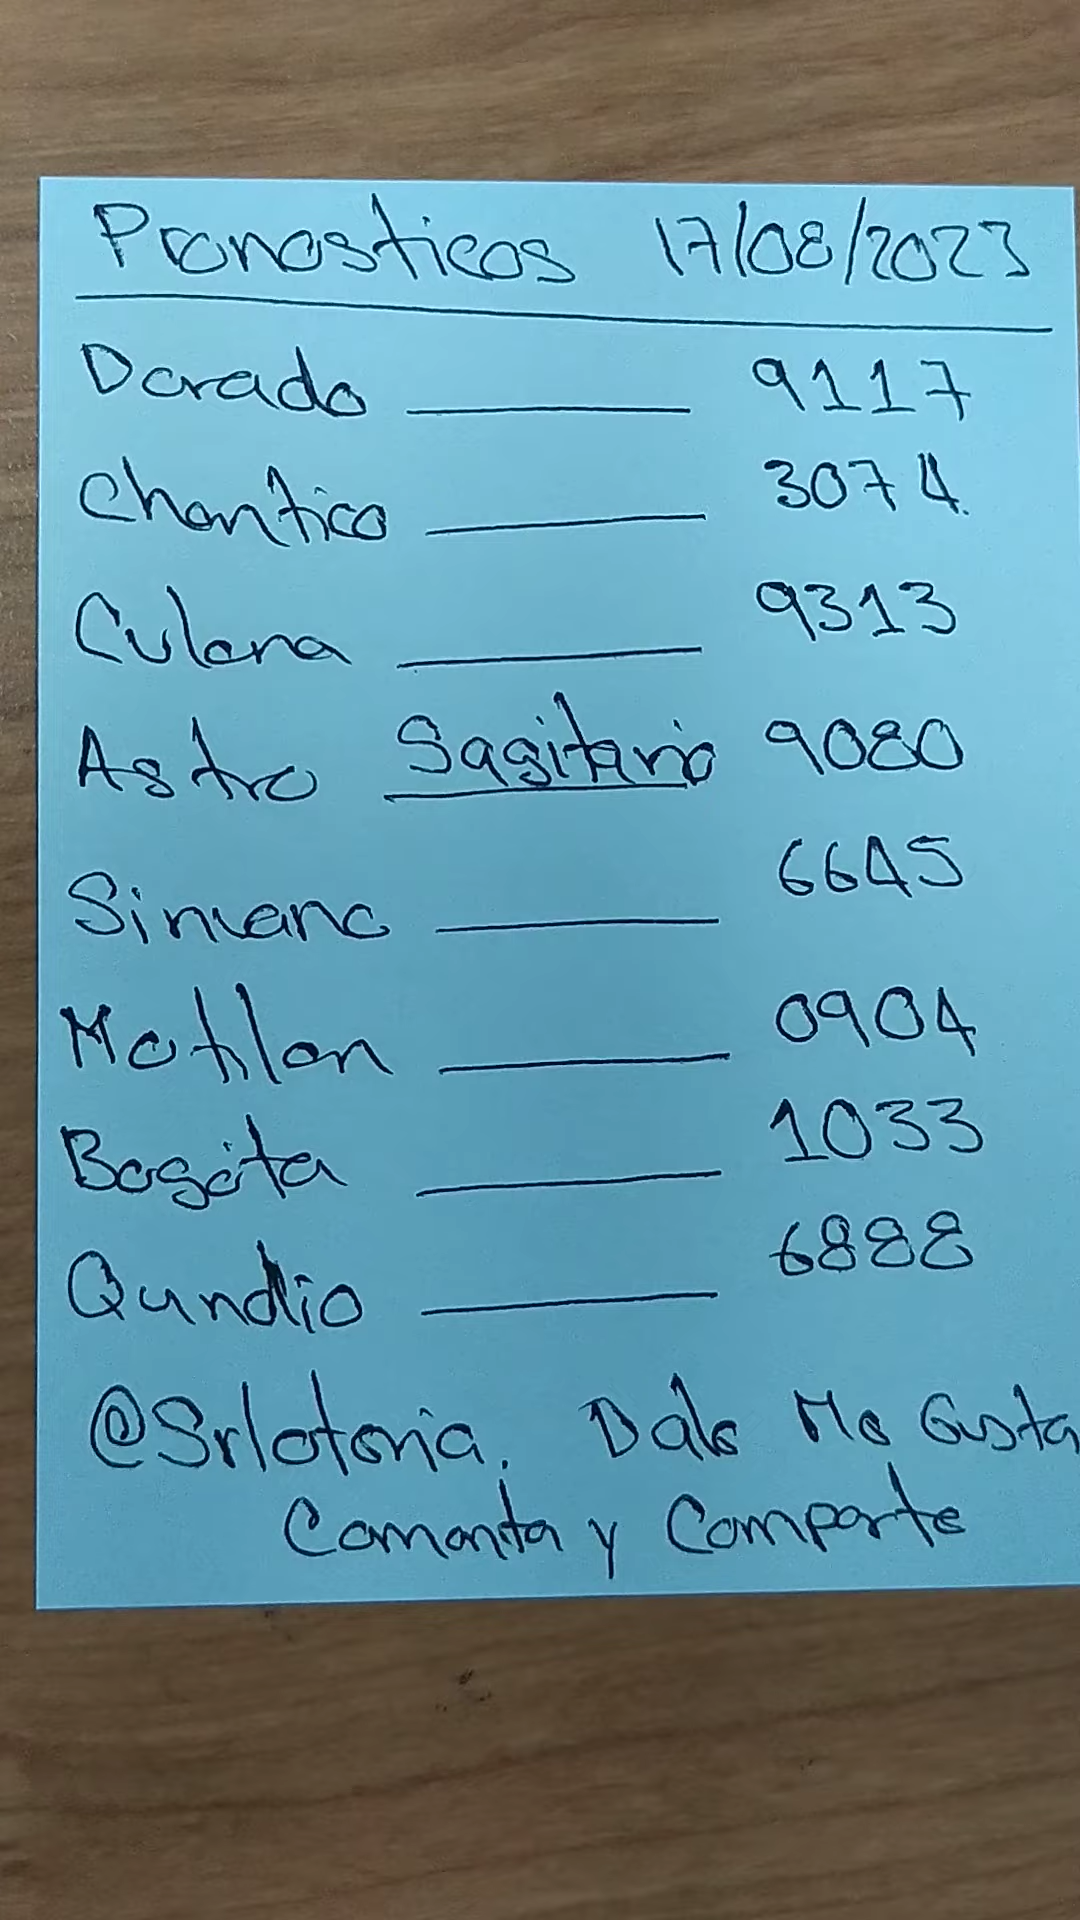 Pronosticos 17/08/2023
Dorado 9117
Chontico 3074
Culona 9313
Astro Sagitario 9080
Sinuano 6645
Motilon 0904
Bogota 1033
Qundio 6888
@Srloteria. Dale Me Gusta
Comenta y Comparte